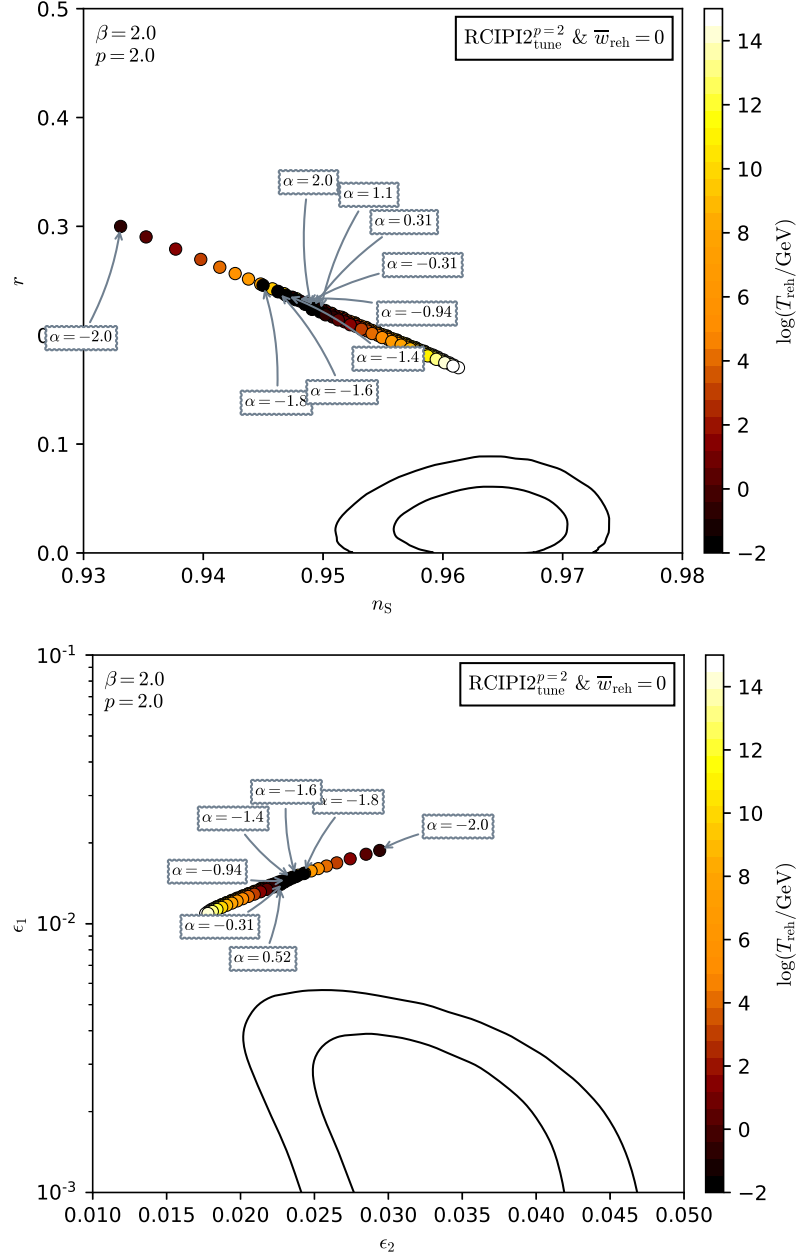 β = 2.0
p = 2.0
RCIPI2^{p=2}_{tune} & w̅_{reh} = 0
0.5
0.4
0.3
0.1
0.0
r
α = 2.0
α = 1.1
α = 0.31
α = −0.31
α = −0.94
α = −1.4
α = −1.6
α = −1.8
α = −2.0
0.93 0.94 0.95 0.96 0.97 0.98
n_S
14
12
10
8
6
4
2
0
−2
log(T_{reh}/GeV)
β = 2.0
p = 2.0
RCIPI2^{p=2}_{tune} & w̅_{reh} = 0
10^{-1}
10^{-2}
10^{-3}
ϵ_1
α = −1.6
α = −1.8
α = −1.4
α = −2.0
α = −0.94
α = −0.31
α = 0.52
0.010 0.015 0.020 0.025 0.030 0.035 0.040 0.045 0.050
ϵ_2
14
12
10
8
6
4
2
0
−2
log(T_{reh}/GeV)